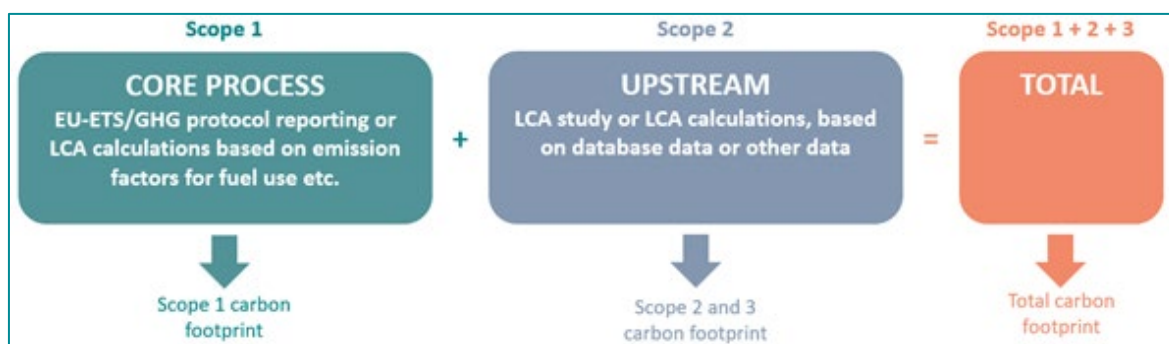 Scope 1
Scope 2
Scope 1 + 2 + 3
CORE PROCESS
EU-ETS/GHG protocol reporting or
LCA calculations based on emission
factors for fuel use etc.
+
UPSTREAM
LCA study or LCA calculations, based
on database data or other data
=
TOTAL
Scope 1 carbon
footprint
Scope 2 and 3
carbon footprint
Total carbon
footprint